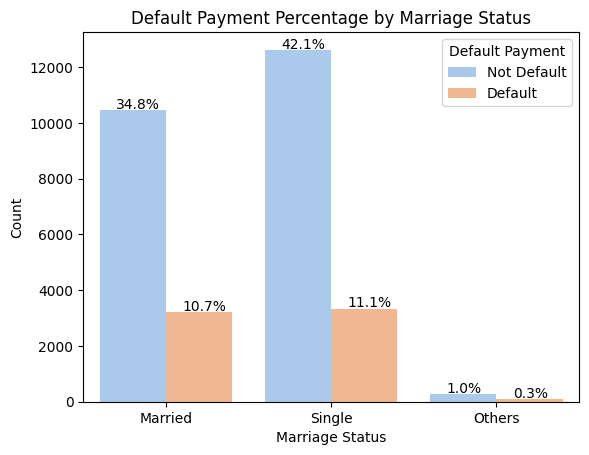 Default Payment Percentage by Marriage Status
42.1%
Default Payment
Not Default
Default
34.8%
10.7%
11.1%
1.0%
0.3%
12000
10000
8000
6000
4000
2000
0
Count
Married
Single
Others
Marriage Status